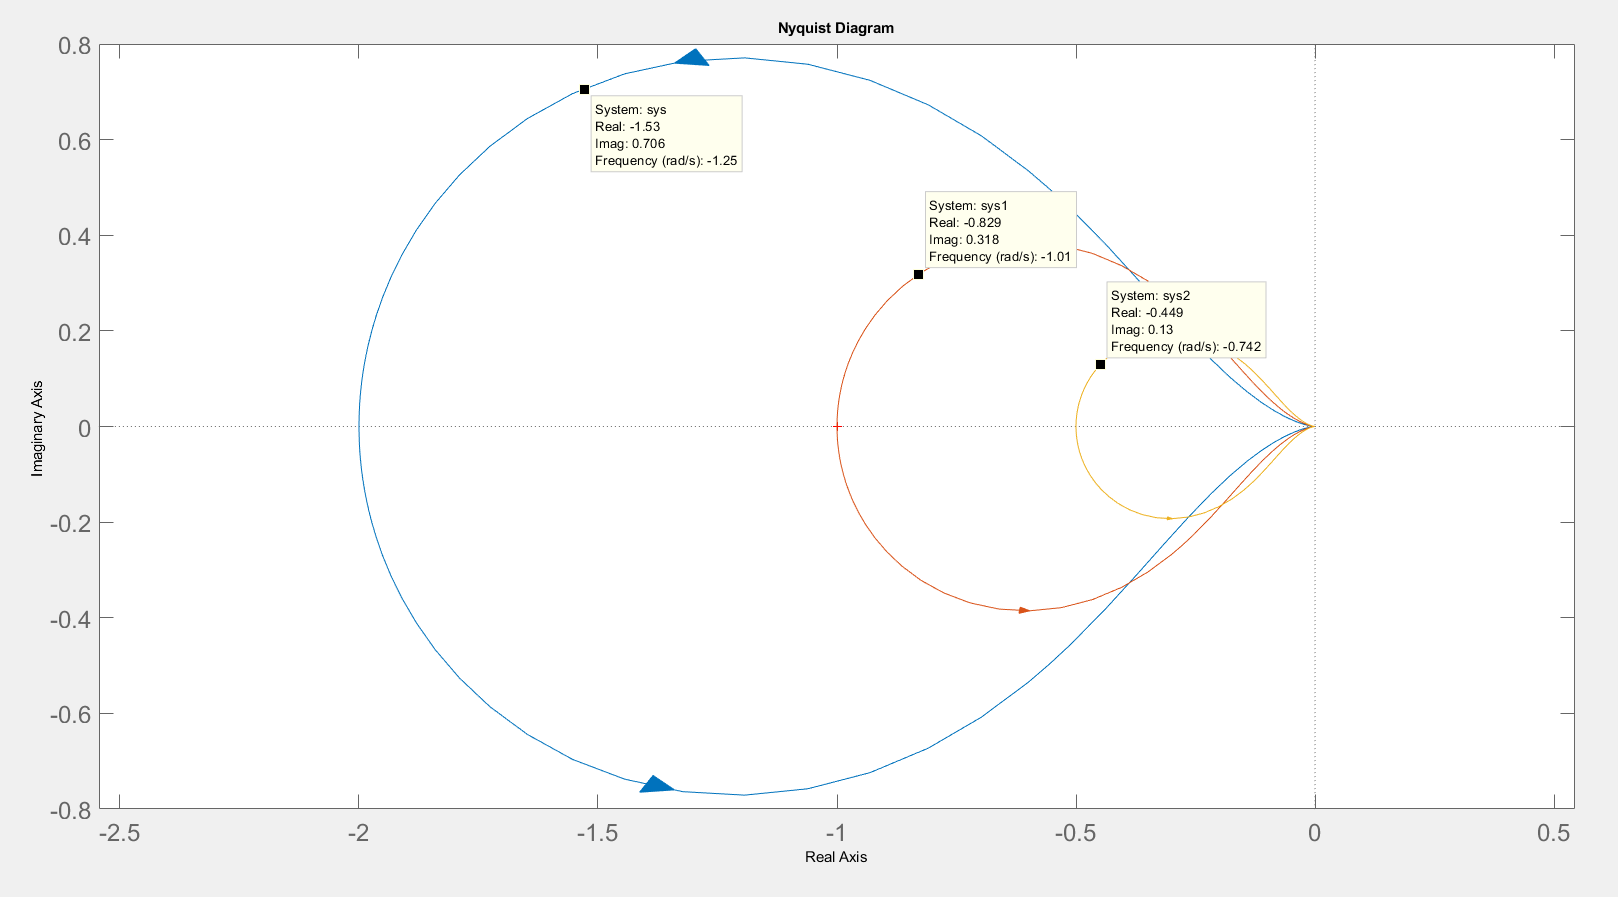 Nyquist Diagram
0.8
0.6
0.4
0.2
0
-0.2
-0.4
-0.6
-0.8
Imaginary Axis
System: sys
Real: -1.53
Imag: 0.706
Frequency (rad/s): -1.25
System: sys1
Real: -0.829
Imag: 0.318
Frequency (rad/s): -1.01
System: sys2
Real: -0.449
Imag: 0.13
Frequency (rad/s): -0.742
-2.5 -2 -1.5 -1 -0.5 0 0.5
Real Axis